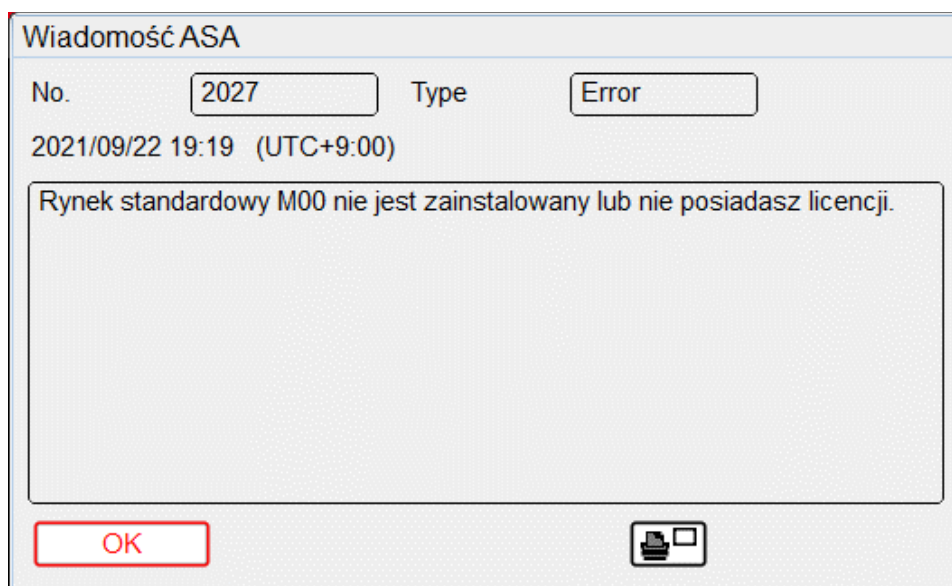 Wiadomość ASA
No. 2027 Type Error
2021/09/22 19:19 (UTC+9:00)
Rynek standardowy M00 nie jest zainstalowany lub nie posiadasz licencji.
OK